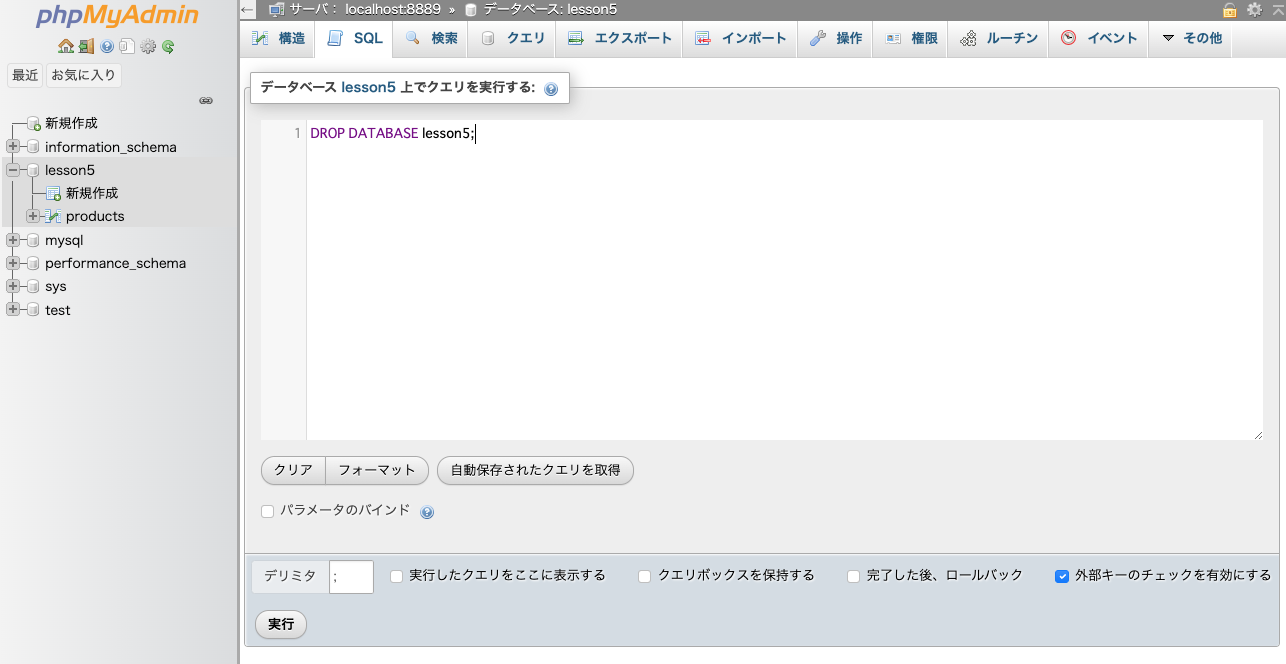 phpMyAdmin
最近 お気に入り
新規作成
information_schema
lesson5
新規作成
products
mysql
performance_schema
sys
test
サーバ: localhost:8889 » データベース: lesson5
構造 SQL 検索 クエリ エクスポート インポート 操作 権限 ルーチン イベント その他
データベース lesson5 上でクエリを実行する:
1 DROP DATABASE lesson5;
クリア フォーマット 自動保存されたクエリを取得
パラメータのバインド
デリミタ ; 実行したクエリをここに表示する クエリボックスを保持する 完了した後、ロールバック 外部キーのチェックを有効にする
実行